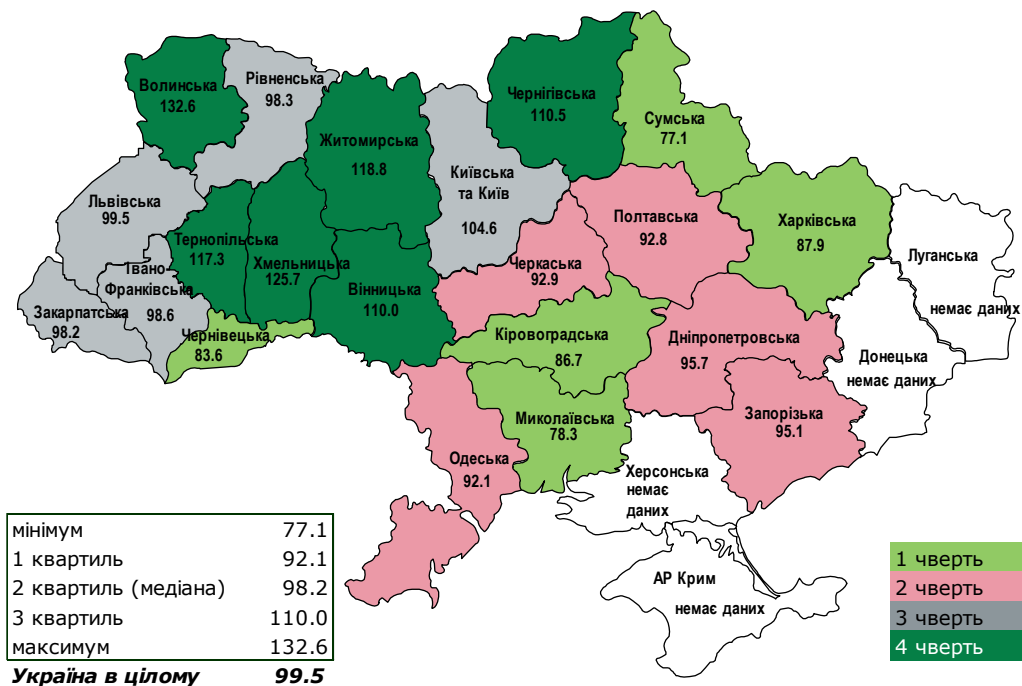 Волинська
132.6
Рівненська
98.3
Житомирська
118.8
Київська
та Київ
104.6
Чернігівська
110.5
Сумська
77.1
Львівська
99.5
Тернопільська
117.3
Хмельницька
125.7
Вінницька
110.0
Івано-
Франківська
98.6
Закарпатська
98.2
Чернівецька
83.6
Черкаська
92.9
Полтавська
92.8
Харківська
87.9
Луганська
немає даних
Донецька
немає даних
Кіровоградська
86.7
Дніпропетровська
95.7
Запорізька
95.1
Миколаївська
78.3
Одеська
92.1
Херсонська
немає
даних
АР Крим
немає даних
мінімум 77.1
1 квартиль 92.1
2 квартиль (медіана) 98.2
3 квартиль 110.0
максимум 132.6
Україна в цілому 99.5
1 чверть
2 чверть
3 чверть
4 чверть